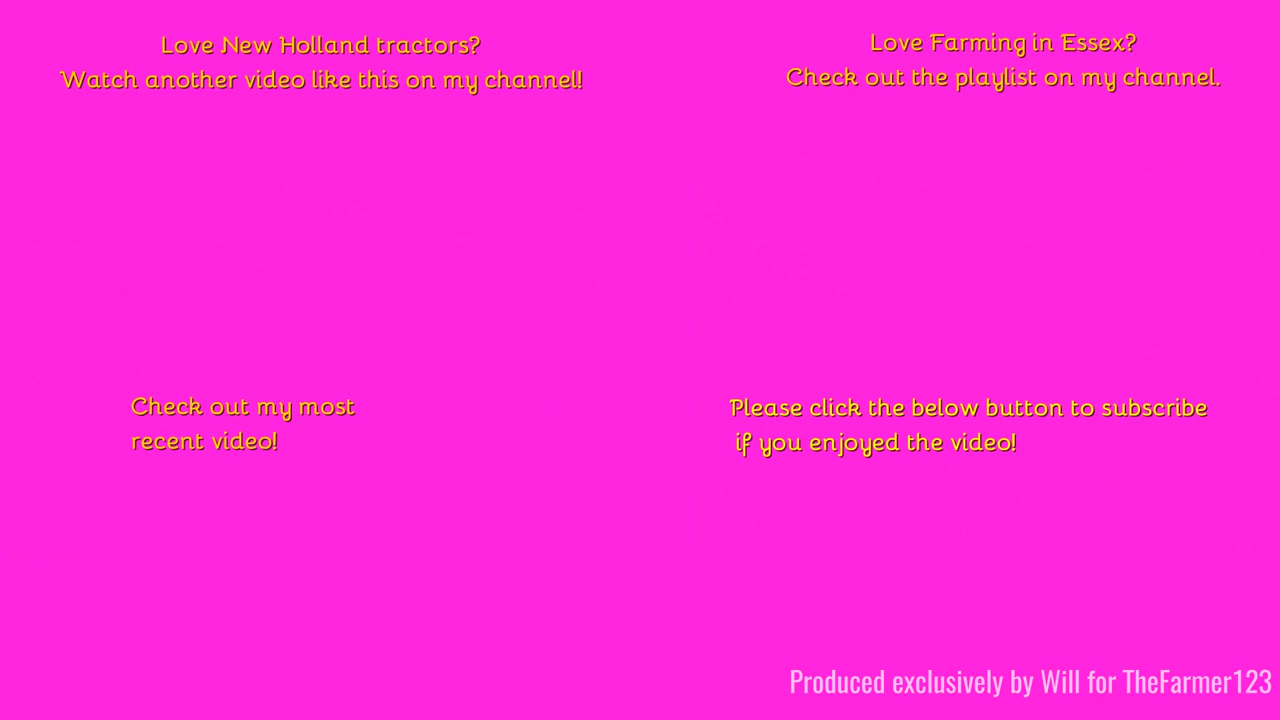 Love New Holland tractors?
Watch another video like this on my channel!
Love Farming in Essex?
Check out the playlist on my channel.
Check out my most
recent video!
Please click the below button to subscribe
if you enjoyed the video!
Produced exclusively by Will for TheFarmer123